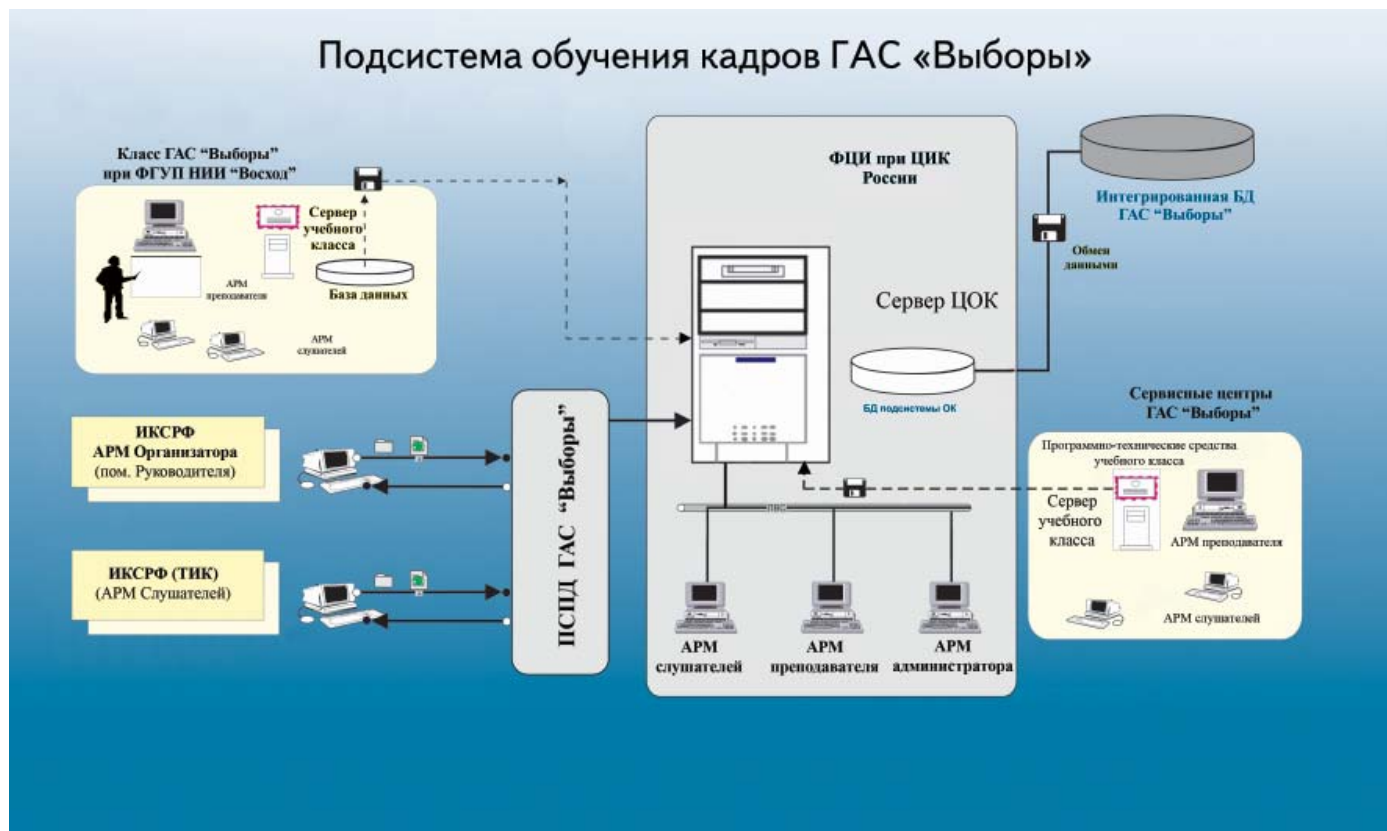 Подсистема обучения кадров ГАС «Выборы»
Класс ГАС “Выборы”
при ФГУП НИИ “Восход”
Сервер
учебного
класса
АРМ
преподавателя
База данных
АРМ
слушателей
ИКСРФ
АРМ Организатора
(пом. Руководителя)
ИКСРФ (ТИК)
(АРМ Слушателей)
ПСПД ГАС “Выборы”
ФЦИ при ЦИК
России
Сервер ЦОК
БД подсистемы ОК
ЛВС
АРМ
слушателей
АРМ
преподавателя
АРМ
администратора
Интегрированная БД
ГАС “Выборы”
Обмен
данными
Сервисные центры
ГАС “Выборы”
Программно-технические средства
учебного класса
Сервер
учебного
класса
АРМ преподавателя
АРМ слушателей